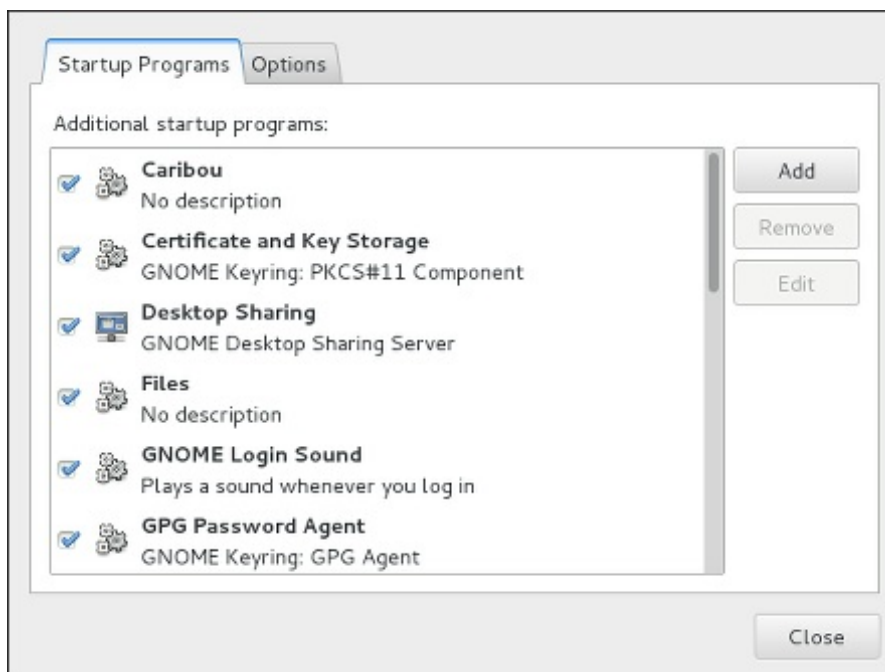 Startup Programs
Options
Additional startup programs:
Caribou
No description
Certificate and Key Storage
GNOME Keyring: PKCS#11 Component
Desktop Sharing
GNOME Desktop Sharing Server
Files
No description
GNOME Login Sound
Plays a sound whenever you log in
GPG Password Agent
GNOME Keyring: GPG Agent
Add
Remove
Edit
Close